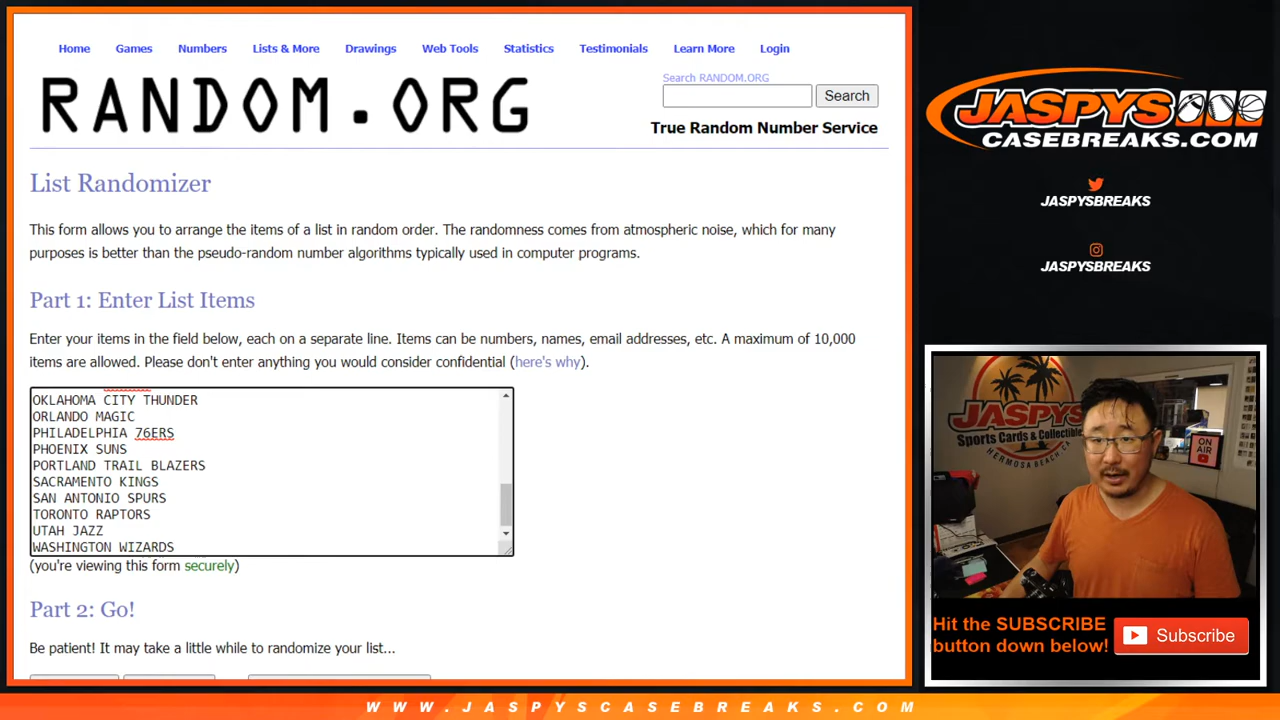 Home Games Numbers Lists & More Drawings Web Tools Statistics Testimonials Learn More Login
RANDOM.ORG
Search RANDOM.ORG
Search
True Random Number Service
List Randomizer
This form allows you to arrange the items of a list in random order. The randomness comes from atmospheric noise, which for many
purposes is better than the pseudo-random number algorithms typically used in computer programs.
Part 1: Enter List Items
Enter your items in the field below, each on a separate line. Items can be numbers, names, email addresses, etc. A maximum of 10,000
items are allowed. Please don't enter anything you would consider confidential (here's why).
OKLAHOMA CITY THUNDER
ORLANDO MAGIC
PHILADELPHIA 76ERS
PHOENIX SUNS
PORTLAND TRAIL BLAZERS
SACRAMENTO KINGS
SAN ANTONIO SPURS
TORONTO RAPTORS
UTAH JAZZ
WASHINGTON WIZARDS
(you're viewing this form securely)
Part 2: Go!
Be patient! It may take a little while to randomize your list...
JASPYS
CASEBREAKS.COM
JASPYSBREAKS
JASPYSBREAKS
JASPYS
Sports Cards & Collectible
HERMOSA BEACH, CA
ON
AIR
Hit the SUBSCRIBE
button down below!
Subscribe
WWW.JASPYSCASEBREAKS.COM